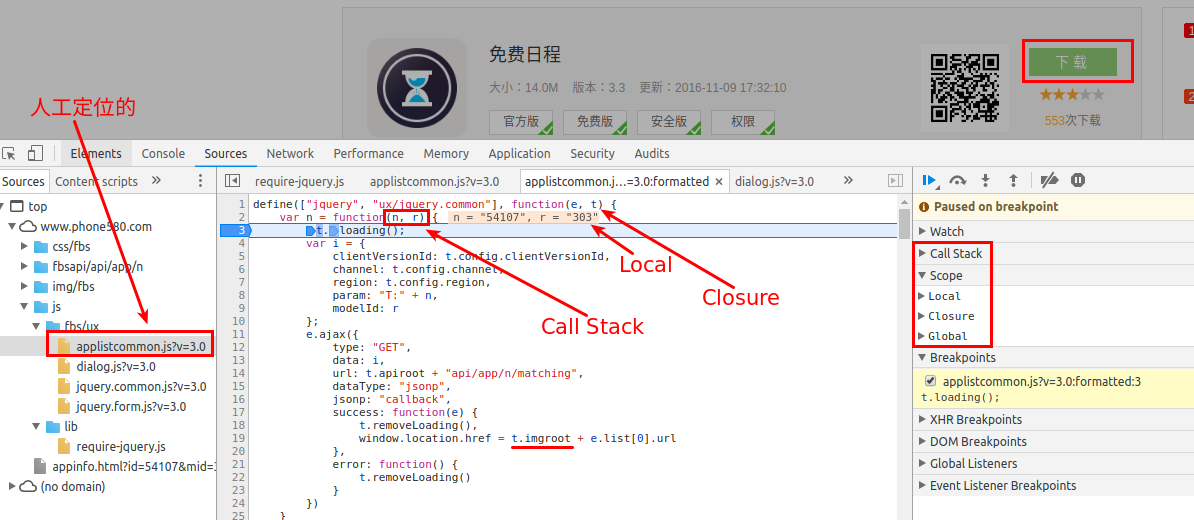 免费日程
大小：14.0M 版本：3.3 更新：2016-11-09 17:32:10
官方版 免费版 安全版 权限
下 载
553次下载
1
2
人工定位的
Elements Console Sources Network Performance Memory Application Security Audits
Sources Content scripts »
require-jquery.js applistcommon.js?v=3.0 applistcommon.j...=3.0:formatted × dialog.js?v=3.0 »
top
www.phone580.com
css/fbs
fbsapi/api/app/n
img/fbs
js
fbs/ux
applistcommon.js?v=3.0
dialog.js?v=3.0
jquery.common.js?v=3.0
jquery.form.js?v=3.0
lib
require-jquery.js
appinfo.html?id=54107&mid=
(no domain)
1 define(["jquery", "ux/jquery.common"], function(e, t) {
2 var n = function(n, r) { n = "54107", r = "303"
3 t.loading();
4 var i = {
5 clientVersionId: t.config.clientVersionId,
6 channel: t.config.channel,
7 region: t.config.region,
8 param: "T:" + n,
9 modelId: r
10 };
11 e.ajax({
12 type: "GET",
13 data: i,
14 url: t.apiroot + "api/app/n/matching",
15 dataType: "jsonp",
16 jsonp: "callback",
17 success: function(e) {
18 t.removeLoading(),
19 window.location.href = t.imgroot + e.list[0].url
20 },
21 error: function() {
22 t.removeLoading()
23 }
24 })
25 }
Local
Closure
Call Stack
Paused on breakpoint
Watch
Call Stack
Scope
Local
Closure
Global
Breakpoints
applistcommon.js?v=3.0:formatted:3
t.loading();
XHR Breakpoints
DOM Breakpoints
Global Listeners
Event Listener Breakpoints